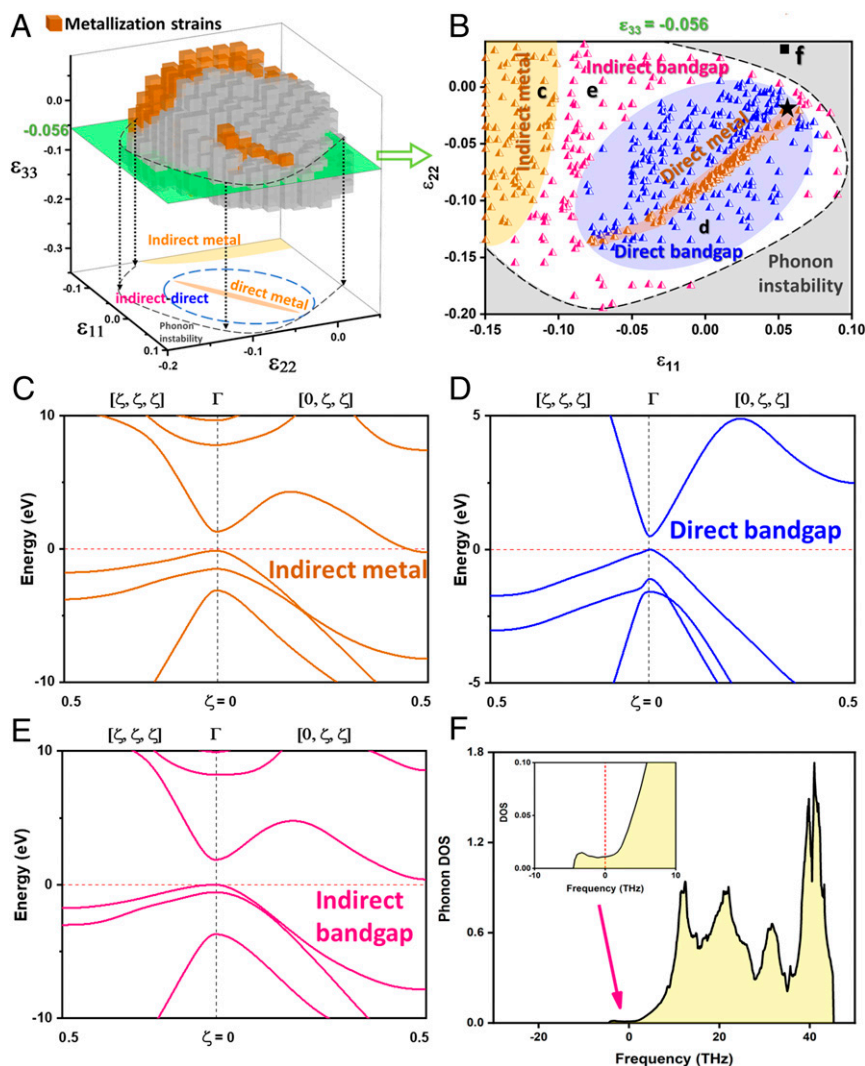 A
Metallization strains
0.0
-0.056
-0.1
ε33
-0.2
-0.3
Indirect metal
indirect-direct
direct metal
Phonon
instability
-0.1
0.0
0.1
ε11
-0.2
-0.1
0.0
ε22
B
ε33 = -0.056
0.00
-0.05
-0.10
-0.15
-0.20
ε22
Indirect metal
c
e
Indirect bandgap
f
Direct metal
d
Direct bandgap
Phonon
instability
-0.15
-0.10
-0.05
0.00
0.05
0.10
ε11
C
[ζ, ζ, ζ]
Γ
[0, ζ, ζ]
10
0
-10
Energy (eV)
Indirect metal
0.5
ζ = 0
0.5
D
[ζ, ζ, ζ]
Γ
[0, ζ, ζ]
5
0
-5
Energy (eV)
Direct bandgap
0.5
ζ = 0
0.5
E
[ζ, ζ, ζ]
Γ
[0, ζ, ζ]
10
0
-10
Energy (eV)
Indirect
bandgap
0.5
ζ = 0
0.5
F
1.8
1.2
0.6
0.0
Phonon DOS
0.10
0.05
0.00
DOS
-10
0
10
Frequency (THz)
-20
0
20
40
Frequency (THz)